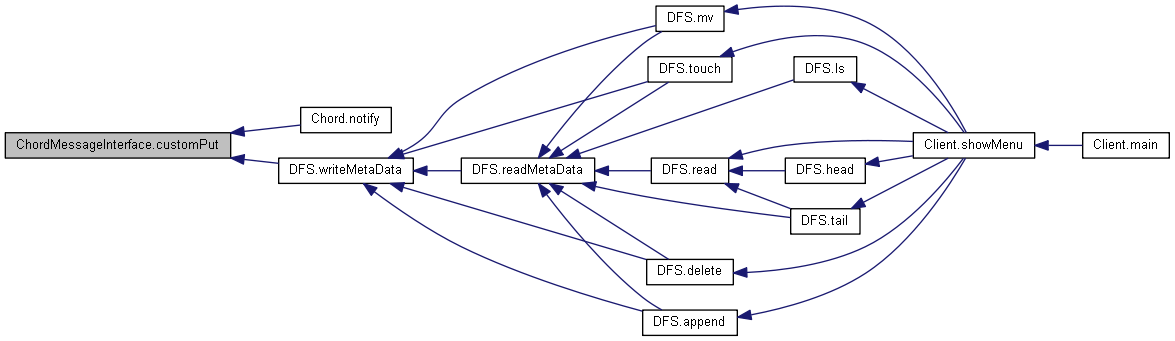 DFS.mv
DFS.touch
DFS.ls
Chord.notify
ChordMessageInterface.customPut
Client.showMenu
Client.main
DFS.writeMetaData
DFS.readMetaData
DFS.read
DFS.head
DFS.tail
DFS.delete
DFS.append